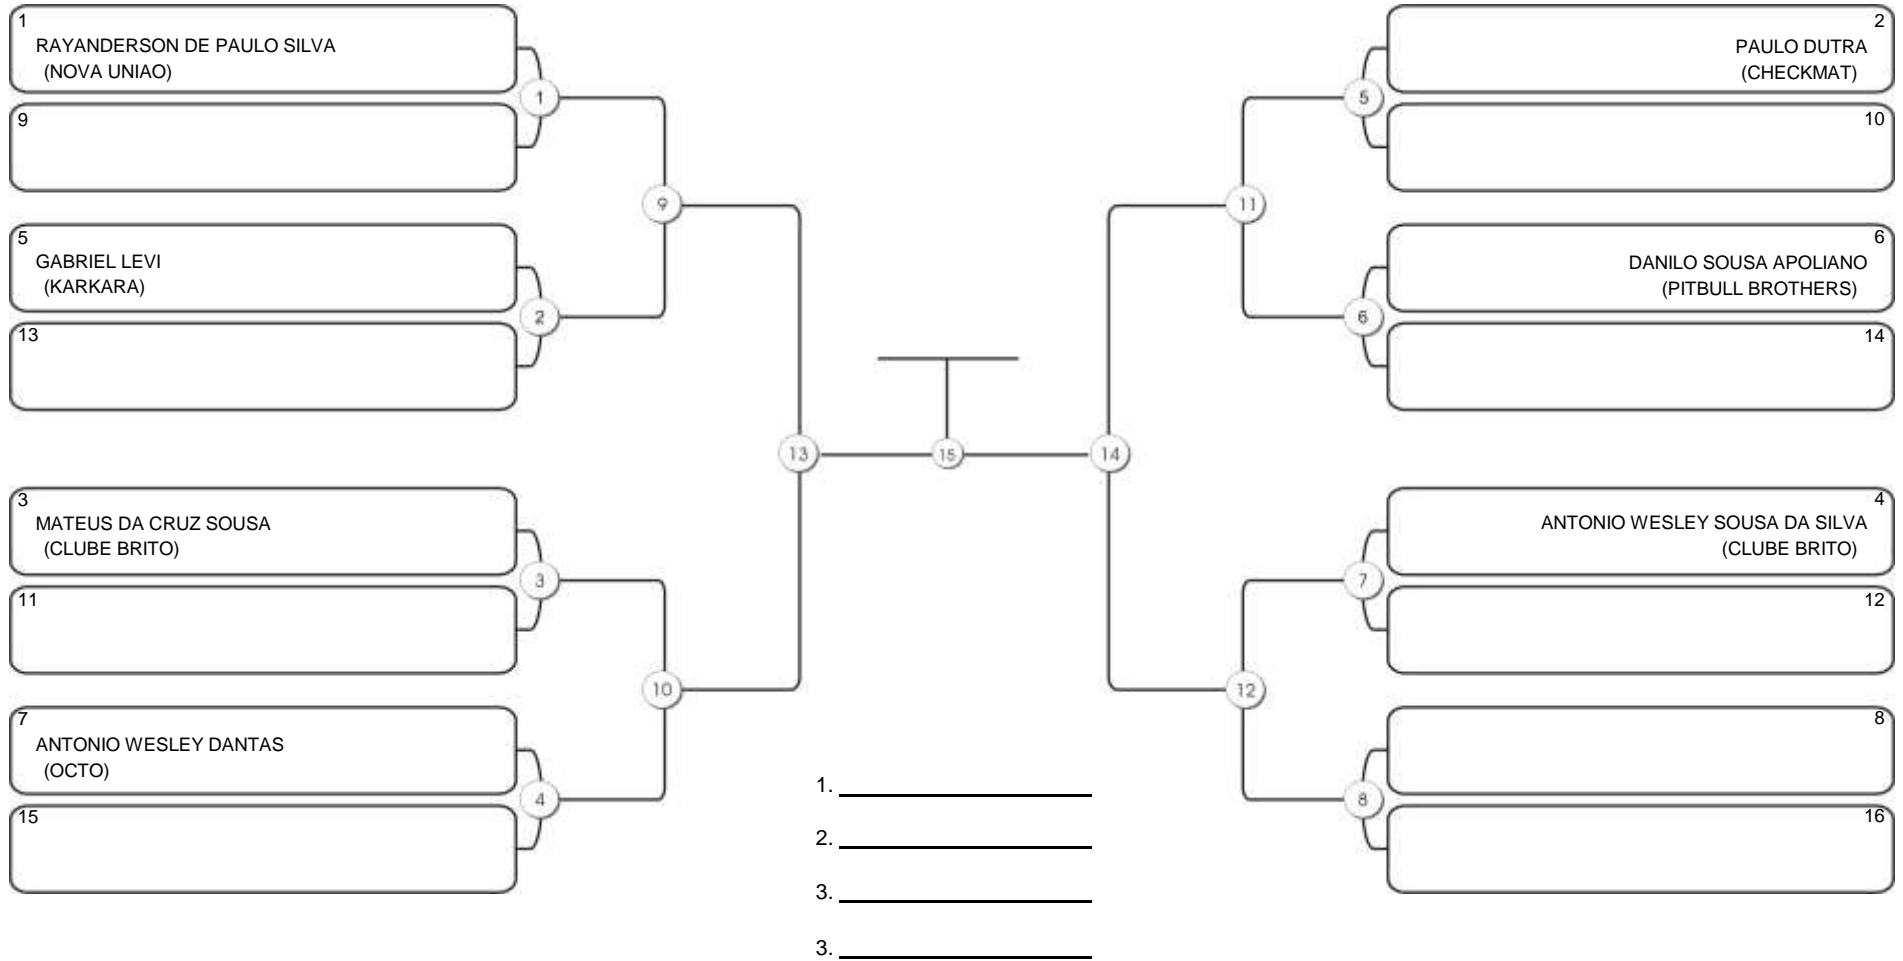 1
RAYANDERSON DE PAULO SILVA
(NOVA UNIAO)
1
9
5
GABRIEL LEVI
(KARKARA)
2
13
9
3
MATEUS DA CRUZ SOUSA
(CLUBE BRITO)
3
11
7
ANTONIO WESLEY DANTAS
(OCTO)
4
15
10
13
15
14
2
PAULO DUTRA
(CHECKMAT)
5
10
11
6
DANILO SOUSA APOLIANO
(PITBULL BROTHERS)
6
14
4
ANTONIO WESLEY SOUSA DA SILVA
(CLUBE BRITO)
7
12
12
8
8
16
1.
2.
3.
3.